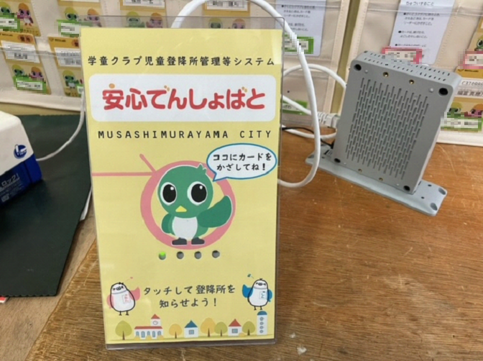 学童クラブ児童登降所管理等システム
安心でんしょばと
MUSASHIMURAYAMA CITY
ココにカードを
かざしてね!
タッチして登降所を
知らせよう!